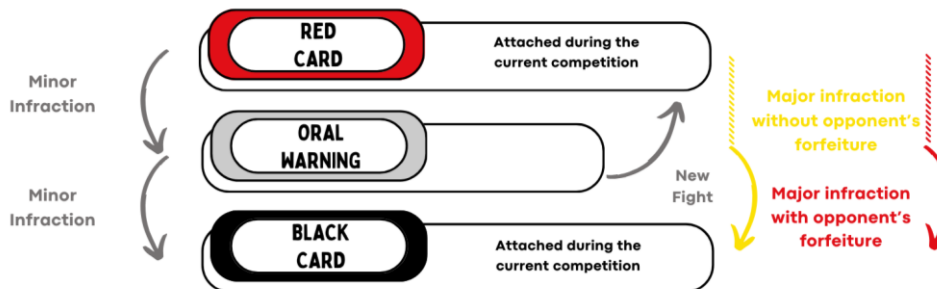 RED
CARD
Attached during the
current competition
Minor
Infraction
Major infraction
without opponent's
forfeiture
ORAL
WARNING
New
Fight
Minor
Infraction
Major infraction
with opponent's
forfeiture
BLACK
CARD
Attached during the
current competition